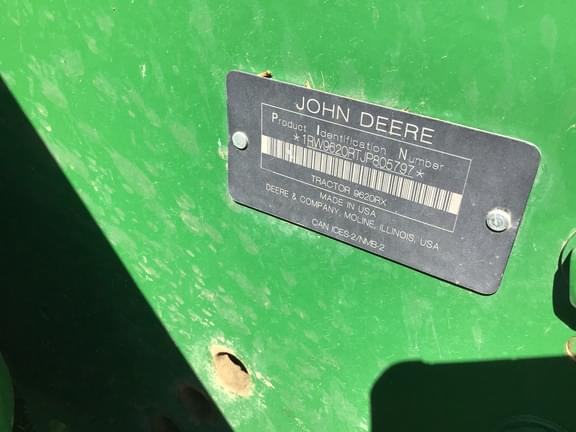 JOHN DEERE
Product Identification Number
*1RW9620RTJP805797*
TRACTOR 9620RX
MADE IN USA
DEERE & COMPANY, MOLINE, ILLINOIS, USA
CAN ICES-2/NMB-2